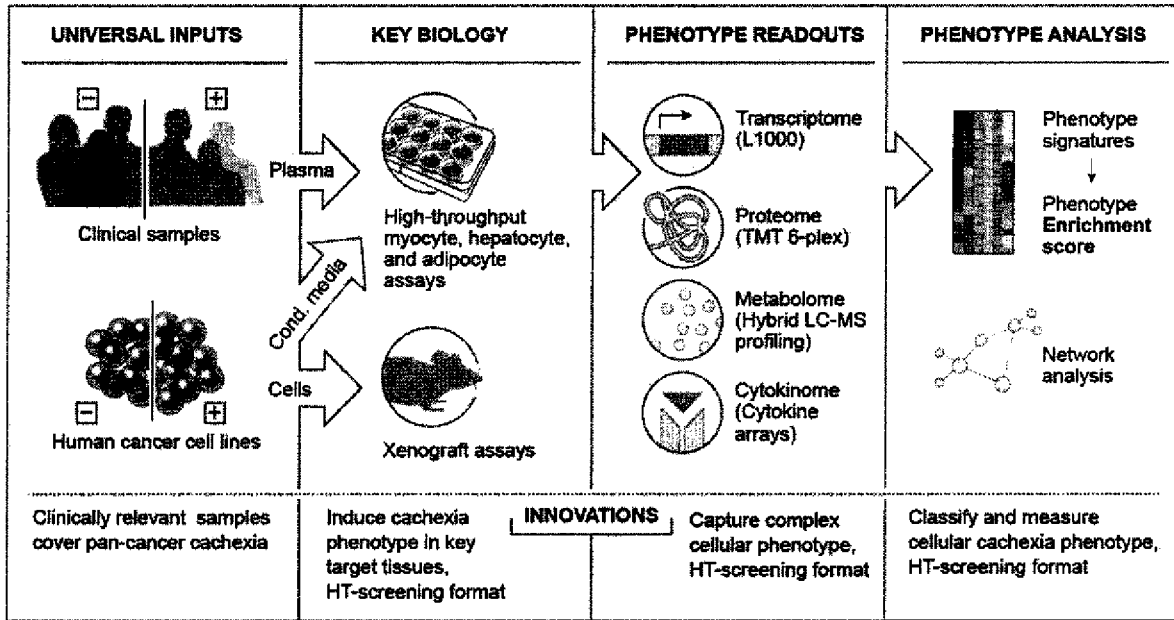 UNIVERSAL INPUTS
KEY BIOLOGY
PHENOTYPE READOUTS
PHENOTYPE ANALYSIS
−
+
Plasma
Clinical samples
Cond. media
Cells
−
+
Human cancer cell lines
High-throughput
myocyte, hepatocyte,
and adipocyte
assays
Xenograft assays
Transcriptome
(L1000)
Proteome
(TMT 6-plex)
Metabolome
(Hybrid LC-MS
profiling)
Cytokinome
(Cytokine
arrays)
Phenotype
signatures
Phenotype
Enrichment
score
Network
analysis
INNOVATIONS
Clinically relevant samples
cover pan-cancer cachexia
Induce cachexia
phenotype in key
target tissues,
HT-screening format
Capture complex
cellular phenotype,
HT-screening format
Classify and measure
cellular cachexia phenotype,
HT-screening format